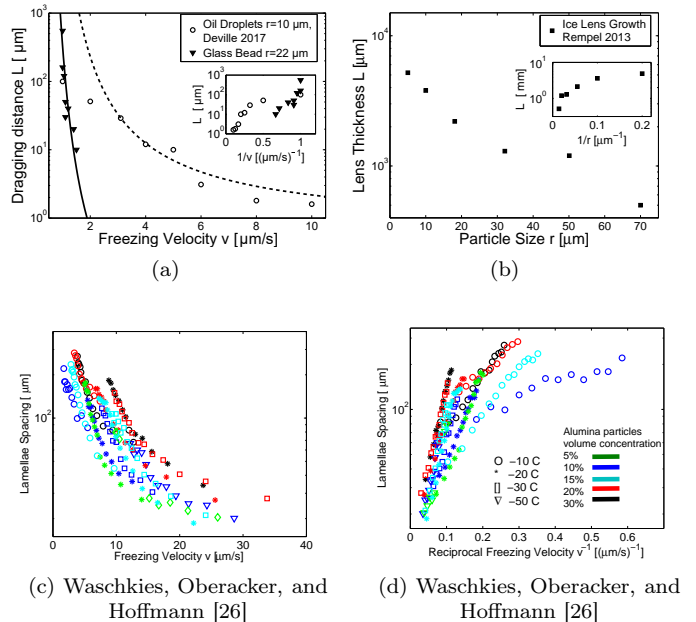 (a)
Dragging distance L [ µm]
10³
10²
10¹
10⁰
2
4
6
8
10
Freezing Velocity v [µm/s]
Oil Droplets r=10 µm,
Deville 2017
Glass Bead r=22 µm
L [ µm]
10³
10²
10¹
10⁰
0
0.5
1
1/v [(µm/s)⁻¹]
(b)
Lens Thickness L [ µm]
10⁴
10³
0
10
20
30
40
50
60
70
Particle Size r [µm]
Ice Lens Growth
Rempel 2013
L [ mm]
10¹
10⁰
0
0.1
0.2
1/r [µm⁻¹]
Lamellae Spacing [ µm]
10²
0
10
20
30
40
Freezing Velocity v [µm/s]
(c) Waschkies, Oberacker, and
Hoffmann [26]
Lamellae Spacing [ µm]
10²
0
0.1
0.2
0.3
0.4
0.5
0.6
0.7
Reciprocal Freezing Velocity v⁻¹ [(µm/s)⁻¹]
O −10 C
* −20 C
[] −30 C
∇ −50 C
Alumina particles
volume concentration
5%
10%
15%
20%
30%
(d) Waschkies, Oberacker, and
Hoffmann [26]